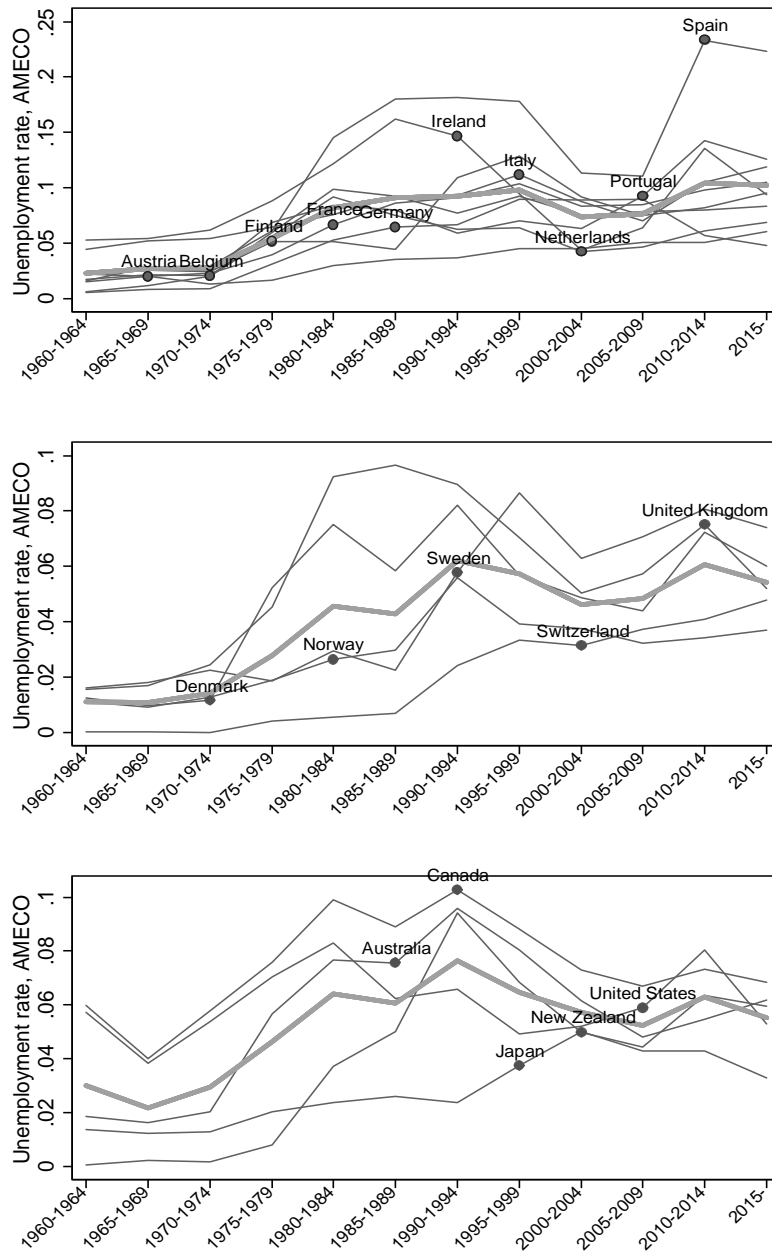 Unemployment rate, AMECO
.25
.2
.15
.1
.05
0
Spain
Ireland
Italy
Portugal
France
Germany
Finland
Netherlands
Austria
Belgium
1960-1964
1965-1969
1970-1974
1975-1979
1980-1984
1985-1989
1990-1994
1995-1999
2000-2004
2005-2009
2010-2014
2015-
Unemployment rate, AMECO
.1
.08
.06
.04
.02
0
United Kingdom
Sweden
Switzerland
Norway
Denmark
1960-1964
1965-1969
1970-1974
1975-1979
1980-1984
1985-1989
1990-1994
1995-1999
2000-2004
2005-2009
2010-2014
2015-
Unemployment rate, AMECO
.1
.08
.06
.04
.02
0
Canada
Australia
United States
New Zealand
Japan
1960-1964
1965-1969
1970-1974
1975-1979
1980-1984
1985-1989
1990-1994
1995-1999
2000-2004
2005-2009
2010-2014
2015-